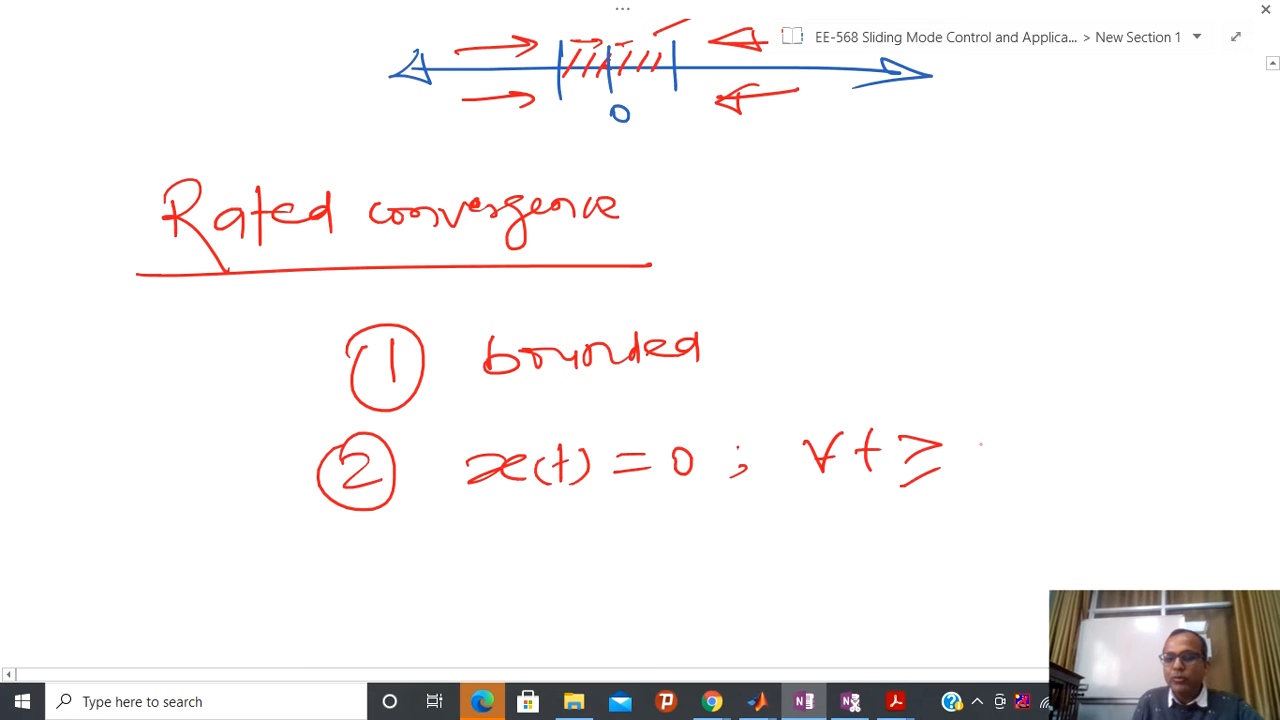 EE-568 Sliding Mode Control and Applica... > New Section 1
0
Rated convergence
① bounded
② x(t) = 0 ; ∀ t ≥
Type here to search